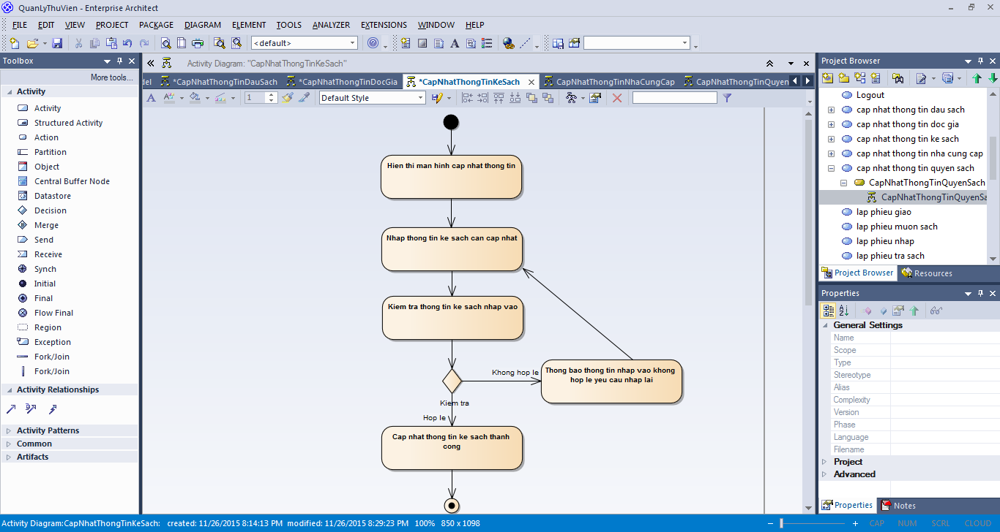 QuanLyThuVien - Enterprise Architect
FILE EDIT VIEW PROJECT PACKAGE DIAGRAM ELEMENT TOOLS ANALYZER EXTENSIONS WINDOW HELP
<default>
Toolbox
More tools...
Activity
Activity
Structured Activity
Action
Partition
Object
Central Buffer Node
Datastore
Decision
Merge
Send
Receive
Synch
Initial
Final
Flow Final
Region
Exception
Fork/Join
Fork/Join
Activity Relationships
Activity Patterns
Common
Artifacts
Activity Diagram: "CapNhatThongTinKeSach"
del *CapNhatThongTinDauSach *CapNhatThongTinDocGia *CapNhatThongTinKeSach CapNhatThongTinNhaCungCap CapNhatThongTinQuyen
1 Default Style
Hien thi man hinh cap nhat thong tin
Nhap thong tin ke sach can cap nhat
Kiem tra thong tin ke sach nhap vao
Khong hop le
Thong bao thong tin nhap vao khong
hop le yeu cau nhap lai
Kiem tra
Hop le
Cap nhat thong tin ke sach thanh
cong
Project Browser
Logout
cap nhat thong tin dau sach
cap nhat thong tin doc gia
cap nhat thong tin ke sach
cap nhat thong tin nha cung cap
cap nhat thong tin quyen sach
CapNhatThongTinQuyenSach
CapNhatThongTinQuyenSa
lap phieu giao
lap phieu muon sach
lap phieu nhap
lap phieu tra sach
Project Browser Resources
Properties
General Settings
Name
Scope
Type
Stereotype
Alias
Complexity
Version
Phase
Language
Filename
Project
Advanced
Properties Notes
Activity Diagram:CapNhatThongTinKeSach: created: 11/26/2015 8:14:13 PM modified: 11/26/2015 8:29:23 PM 100% 850 x 1098
CAP NUM SCRL CLOUD